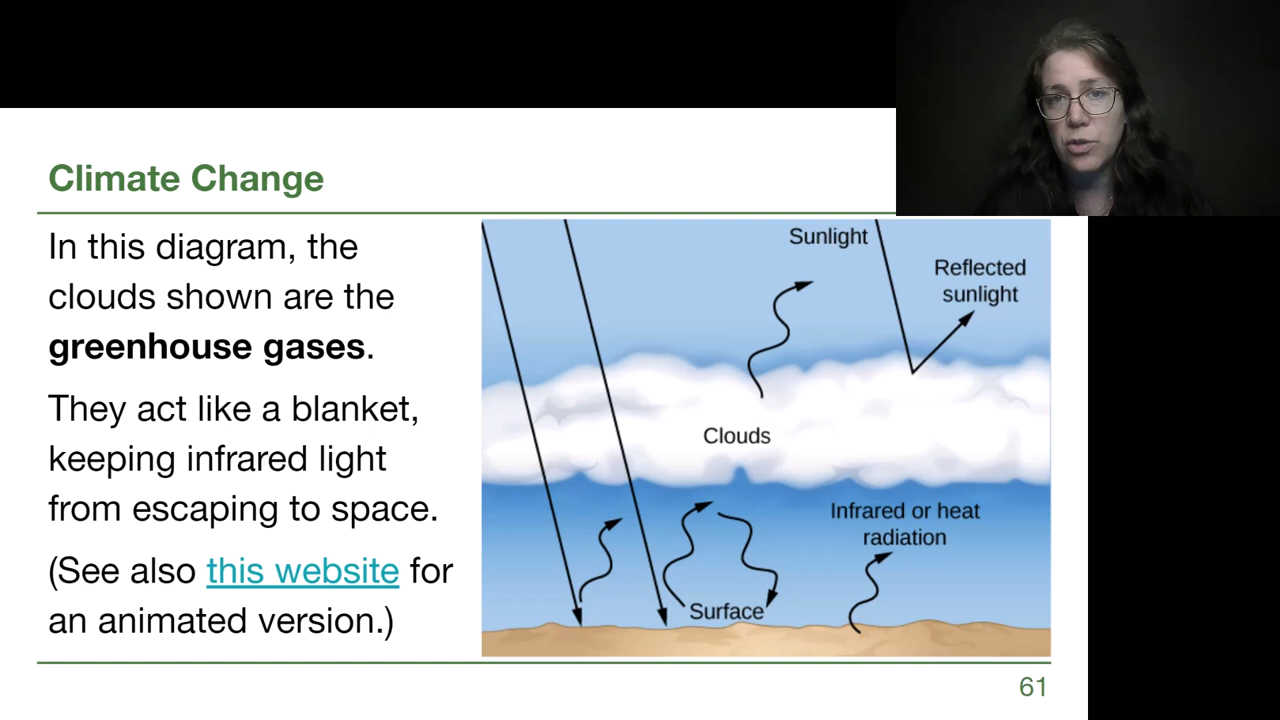 Climate Change
In this diagram, the
clouds shown are the
greenhouse gases.
They act like a blanket,
keeping infrared light
from escaping to space.
(See also this website for
an animated version.)
Sunlight
Reflected
sunlight
Clouds
Infrared or heat
radiation
Surface
61